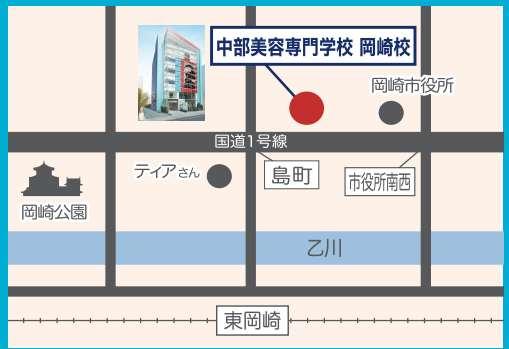 中部美容専門学校 岡崎校
岡崎市役所
国道1号線
ティアさん
島町
市役所南西
岡崎公園
乙川
東岡崎